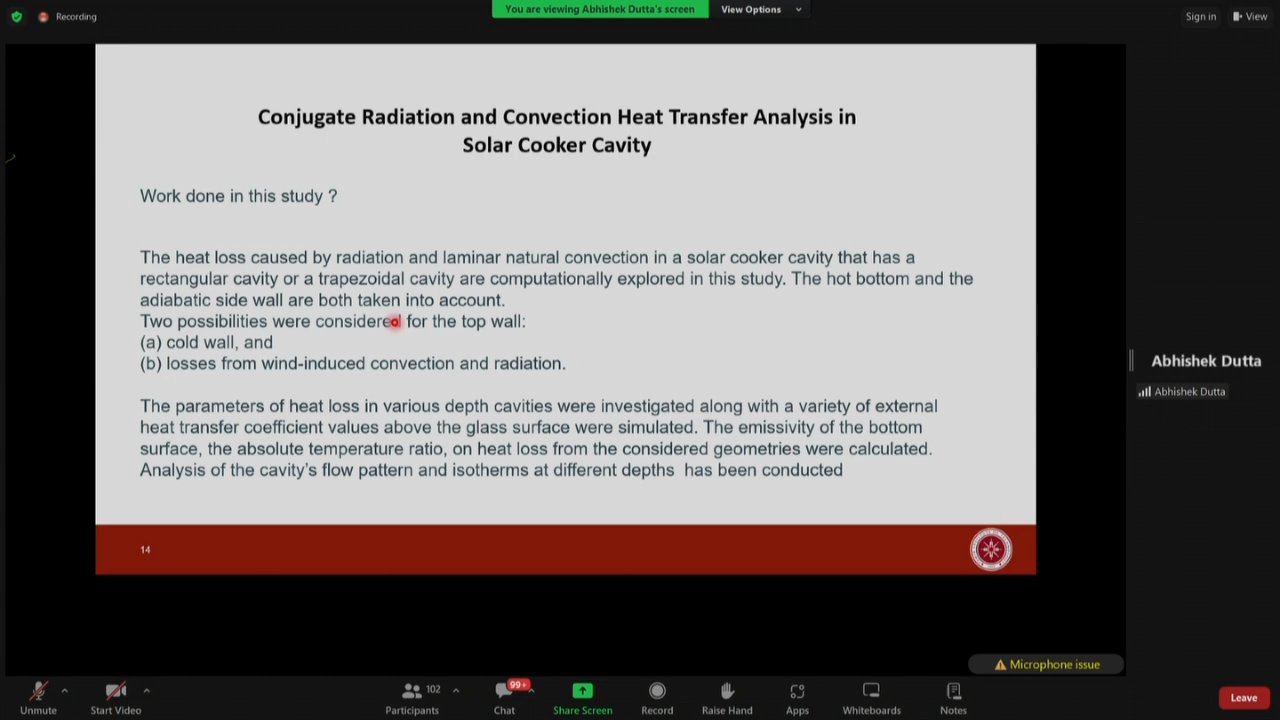 Recording
You are viewing Abhishek Dutta's screen
View Options
Sign in
View
Conjugate Radiation and Convection Heat Transfer Analysis in
Solar Cooker Cavity
Work done in this study ?
The heat loss caused by radiation and laminar natural convection in a solar cooker cavity that has a
rectangular cavity or a trapezoidal cavity are computationally explored in this study. The hot bottom and the
adiabatic side wall are both taken into account.
Two possibilities were considered for the top wall:
(a) cold wall, and
(b) losses from wind-induced convection and radiation.
The parameters of heat loss in various depth cavities were investigated along with a variety of external
heat transfer coefficient values above the glass surface were simulated. The emissivity of the bottom
surface, the absolute temperature ratio, on heat loss from the considered geometries were calculated.
Analysis of the cavity's flow pattern and isotherms at different depths has been conducted
14
Abhishek Dutta
Abhishek Dutta
Microphone issue
102
99+
Unmute
Start Video
Participants
Chat
Share Screen
Record
Raise Hand
Apps
Whiteboards
Notes
Leave